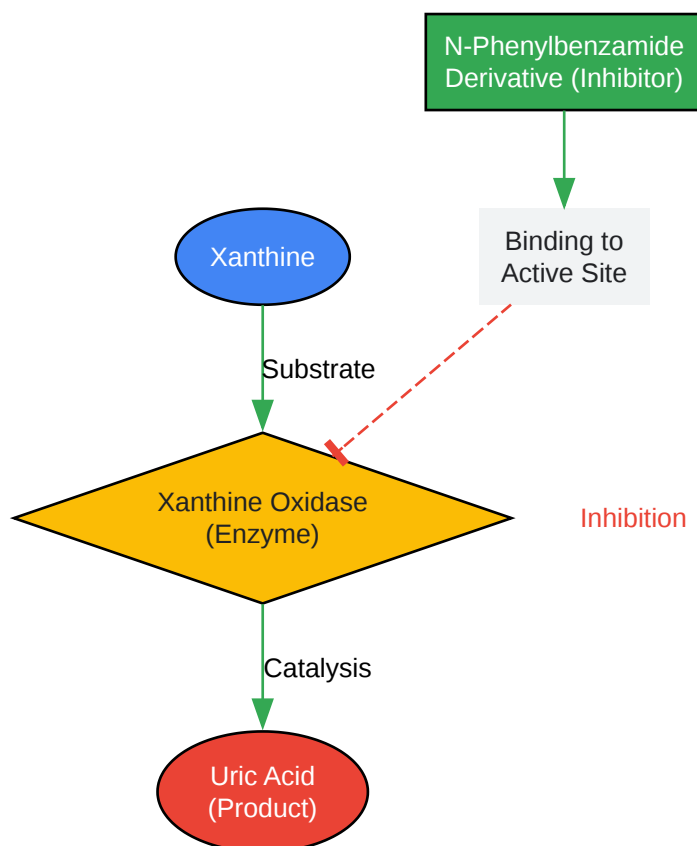 N-Phenylbenzamide
Derivative (Inhibitor)
Xanthine
Binding to
Active Site
Substrate
Xanthine Oxidase
(Enzyme)
Inhibition
Catalysis
Uric Acid
(Product)